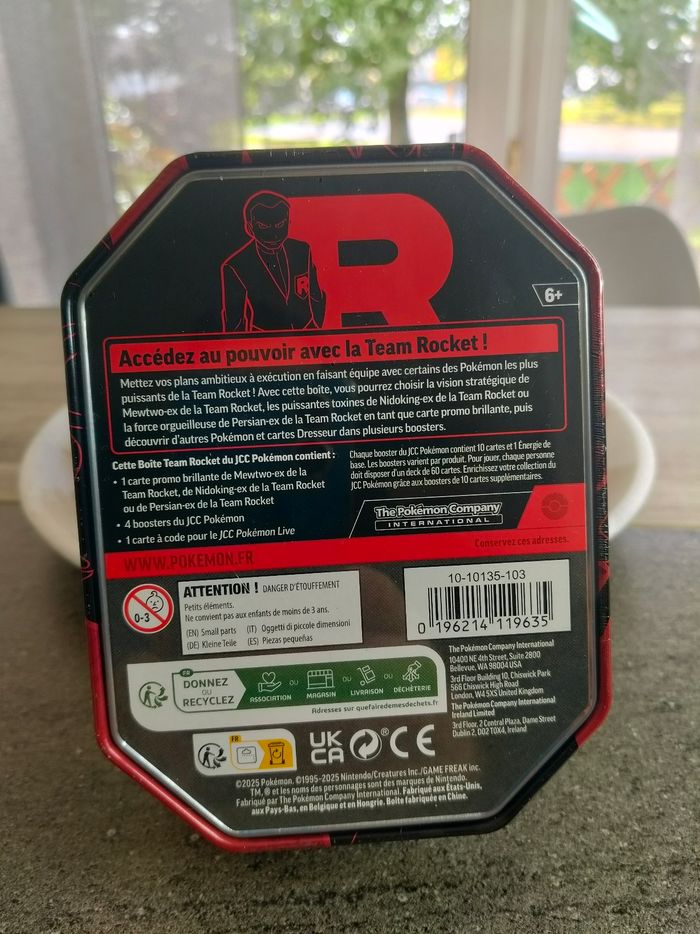 R
R
6+
Accédez au pouvoir avec la Team Rocket !
Mettez vos plans ambitieux à exécution en faisant équipe avec certains des Pokémon les plus
puissants de la Team Rocket ! Avec cette boîte, vous pourrez choisir la vision stratégique de
Mewtwo-ex de la Team Rocket, les puissantes toxines de Nidoking-ex de la Team Rocket ou
la force orgueilleuse de Persian-ex de la Team Rocket en tant que carte promo brillante, puis
découvrir d'autres Pokémon et cartes Dresseur dans plusieurs boosters.
Cette Boîte Team Rocket du JCC Pokémon contient :
• 1 carte promo brillante de Mewtwo-ex de la
Team Rocket, de Nidoking-ex de la Team Rocket
ou de Persian-ex de la Team Rocket
• 4 boosters du JCC Pokémon
• 1 carte à code pour le JCC Pokémon Live
Chaque booster du JCC Pokémon contient 10 cartes et 1 Énergie de
base. Les boosters varient par produit. Pour jouer, chaque personne
doit disposer d'un deck de 60 cartes. Enrichissez votre collection du
JCC Pokémon grâce aux boosters de 10 cartes supplémentaires.
The Pokémon Company
INTERNATIONAL
Conservez ces adresses.
WWW.POKEMON.FR
0-3
ATTENTION ! DANGER D'ÉTOUFFEMENT
Petits éléments.
Ne convient pas aux enfants de moins de 3 ans.
(EN) Small parts (IT) Oggetti di piccole dimensioni
(DE) Kleine Teile (ES) Piezas pequeñas
10-10135-103
0 196214 119635
FR
DONNEZ
OU
RECYCLEZ
ASSOCIATION
OU
MAGASIN
OU
LIVRAISON
OU
DÉCHÈTERIE
Adresses sur quefairedemesdechets.fr
The Pokémon Company International
10400 NE 4th Street, Suite 2800
Bellevue, WA 98004 USA
3rd Floor Building 10, Chiswick Park
566 Chiswick High Road
London, W4 5XS United Kingdom
The Pokémon Company International
Ireland Limited
3rd Floor, 2 Central Plaza, Dame Street
Dublin 2, D02 T0X4, Ireland
FR
UK
CA
CE
©2025 Pokémon. ©1995-2025 Nintendo/Creatures Inc./GAME FREAK inc.
TM, ® et les noms des personnages sont des marques de Nintendo.
Fabriqué par The Pokémon Company International. Fabriqué aux États-Unis,
aux Pays-Bas, en Belgique et en Hongrie. Boîte fabriquée en Chine.